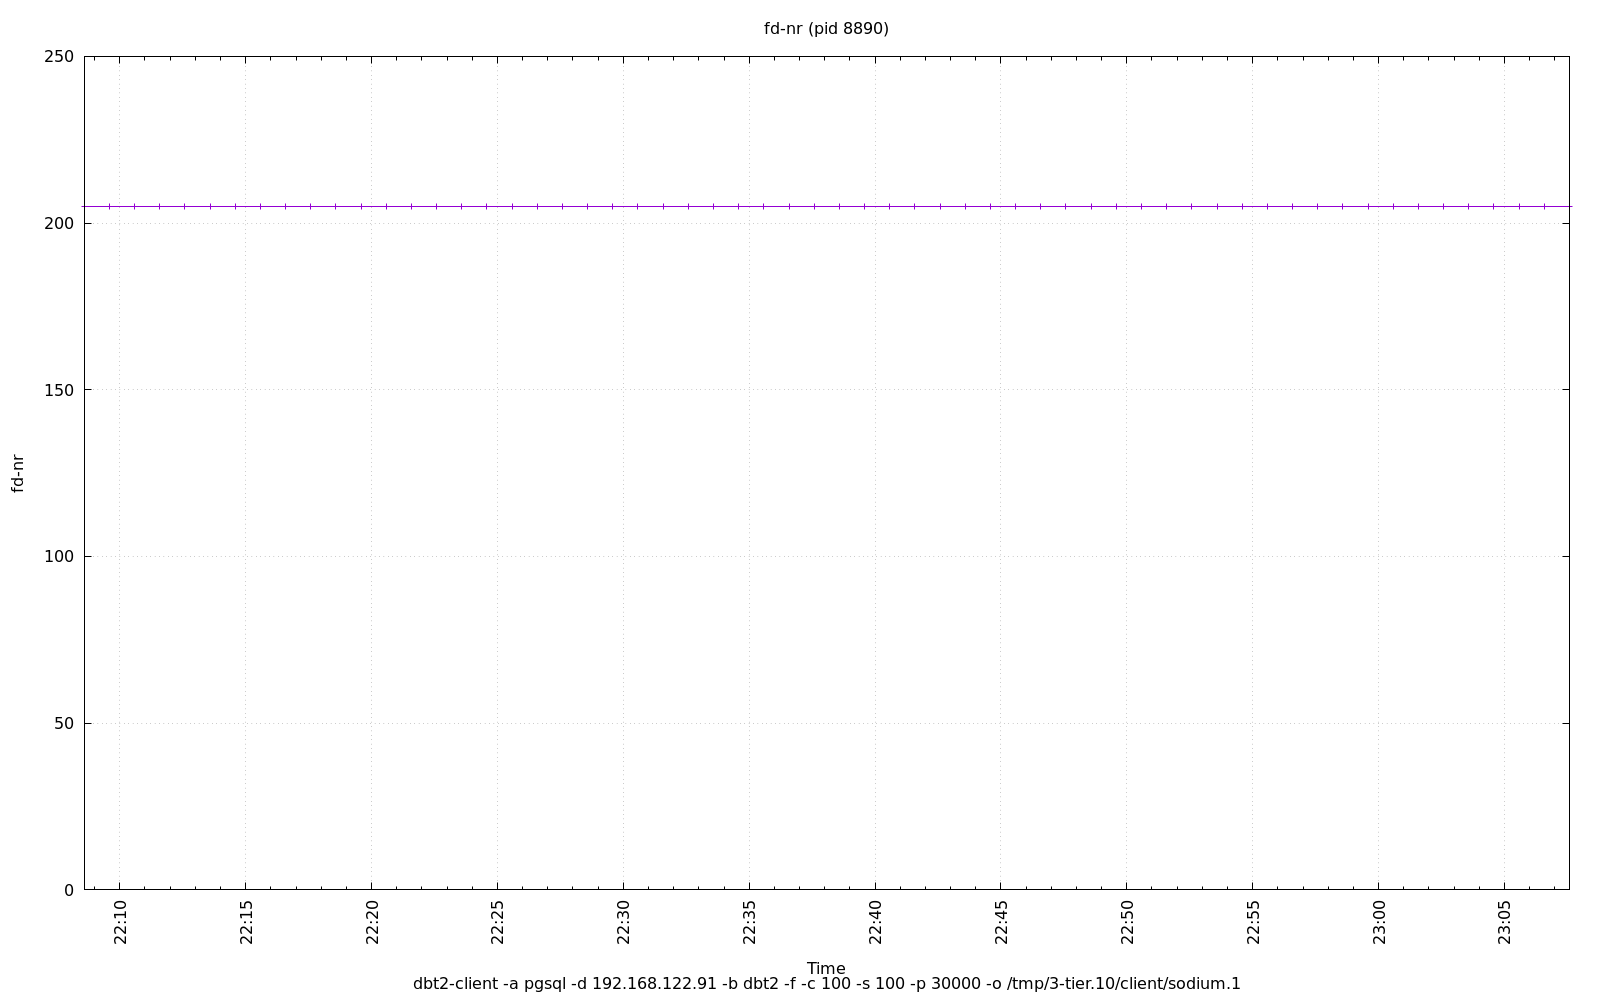 fd-nr (pid 8890)
250
200
150
100
50
0
fd-nr
22:10 22:15 22:20 22:25 22:30 22:35 22:40 22:45 22:50 22:55 23:00 23:05
Time
dbt2-client -a pgsql -d 192.168.122.91 -b dbt2 -f -c 100 -s 100 -p 30000 -o /tmp/3-tier.10/client/sodium.1